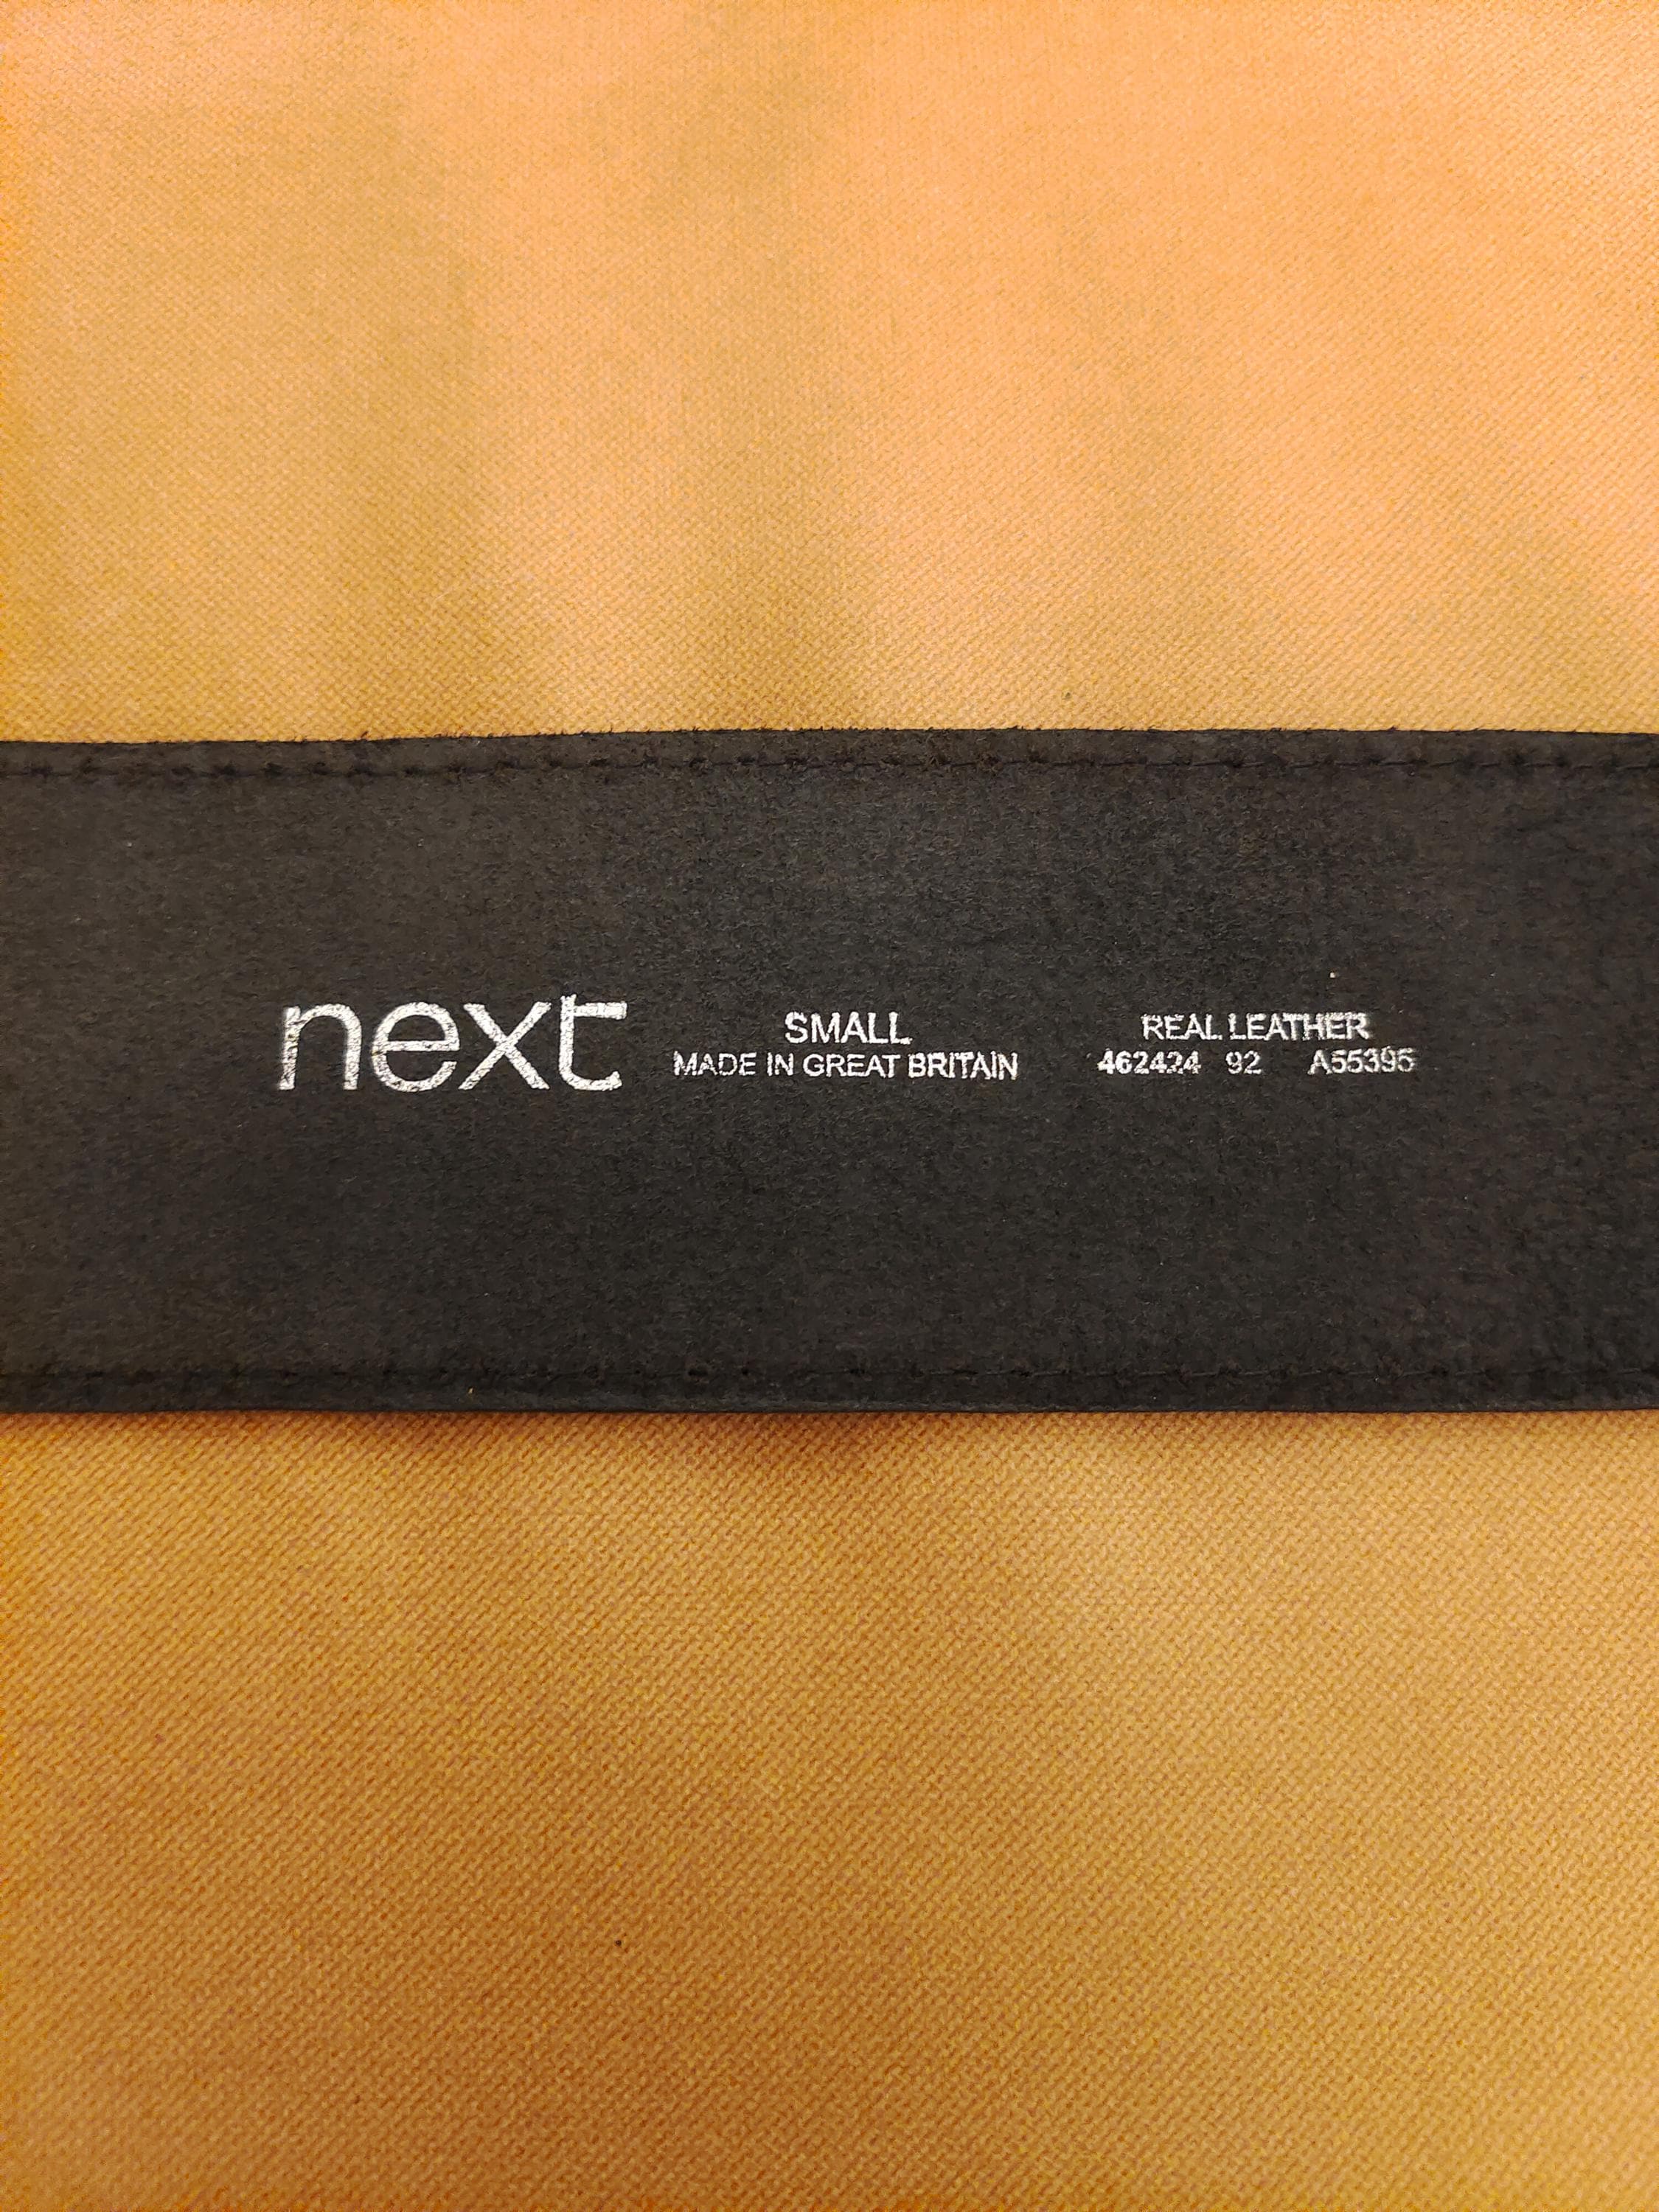 next
SMALL
MADE IN GREAT BRITAIN
REAL LEATHER
462424 92 A55395